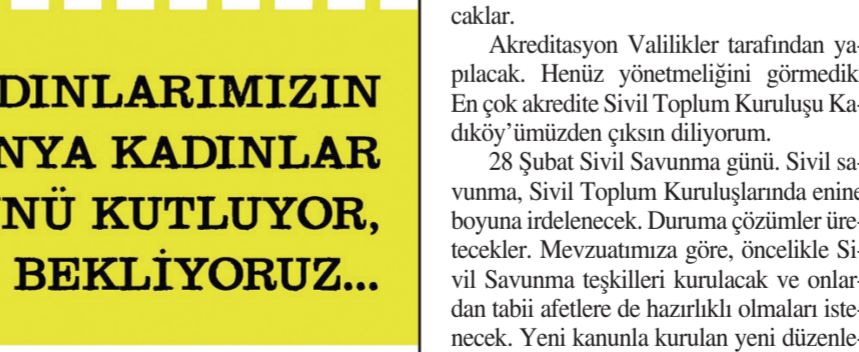 DINLARIMIZIN
NYA KADINLAR
NÜ KUTLUYOR,
BEKLİYORUZ...
caklar.
Akreditasyon Valilikler tarafından ya-
pılacak. Henüz yönetmeliğini görmedik
En çok akredite Sivil Toplum Kuruluşu Ka-
dıköy'ümüzden çıksın diliyorum.
28 Şubat Sivil Savunma günü. Sivil sa-
vunma, Sivil Toplum Kuruluşlarında enine
boyuna irdelenecek. Duruma çözümler üre-
tecekler. Mevzuatımıza göre, öncelikle Si-
vil Savunma teşkilleri kurulacak ve onlar-
dan tabii afetlere de hazırlıklı olmaları iste-
necek. Yeni kanunla kurulan yeni düzenle-